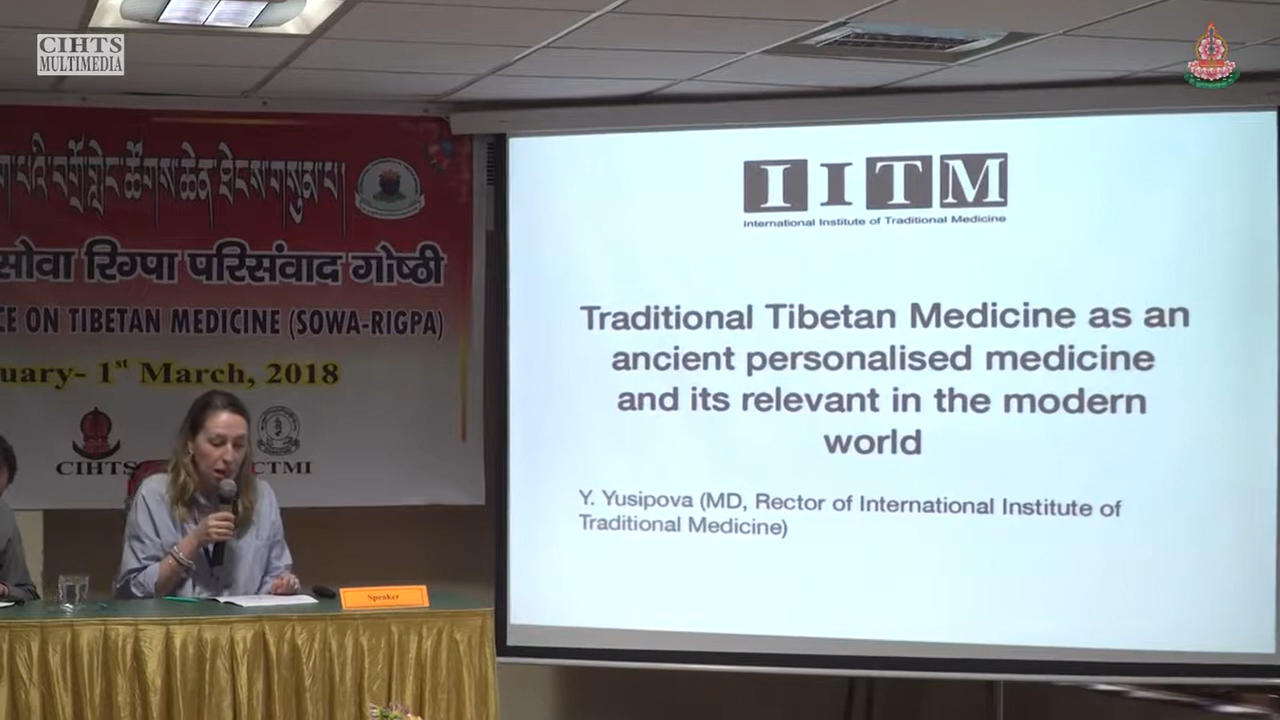 CIHTS
MULTIMEDIA
सोवा रिग्पा परिसंवाद गोष्ठी
CE ON TIBETAN MEDICINE (SOWA-RIGPA)
uary- 1st March, 2018
CIHTS
CTMI
Speaker
IITM
International Institute of Traditional Medicine
Traditional Tibetan Medicine as an
ancient personalised medicine
and its relevant in the modern
world
Y. Yusipova (MD, Rector of International Institute of
Traditional Medicine)